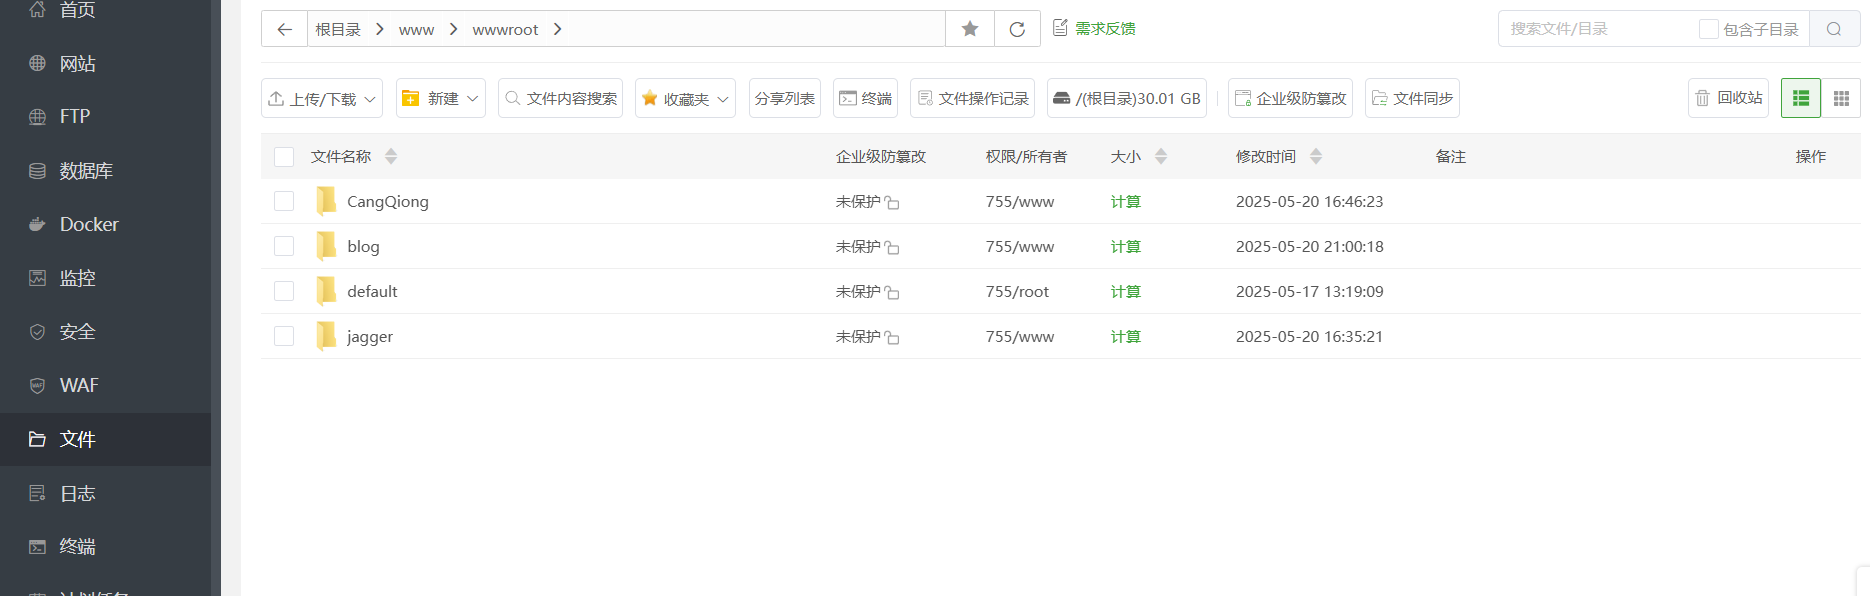 首页
网站
FTP
数据库
Docker
监控
安全
WAF
文件
日志
终端
计划任务
根目录 www wwwroot
需求反馈
搜索文件/目录 包含子目录
上传/下载 新建 文件内容搜索 收藏夹 分享列表 终端 文件操作记录 /(根目录)30.01 GB 企业级防篡改 文件同步 回收站
文件名称 企业级防篡改 权限/所有者 大小 修改时间 备注 操作
CangQiong 未保护 755/www 计算 2025-05-20 16:46:23
blog 未保护 755/www 计算 2025-05-20 21:00:18
default 未保护 755/root 计算 2025-05-17 13:19:09
jagger 未保护 755/www 计算 2025-05-20 16:35:21